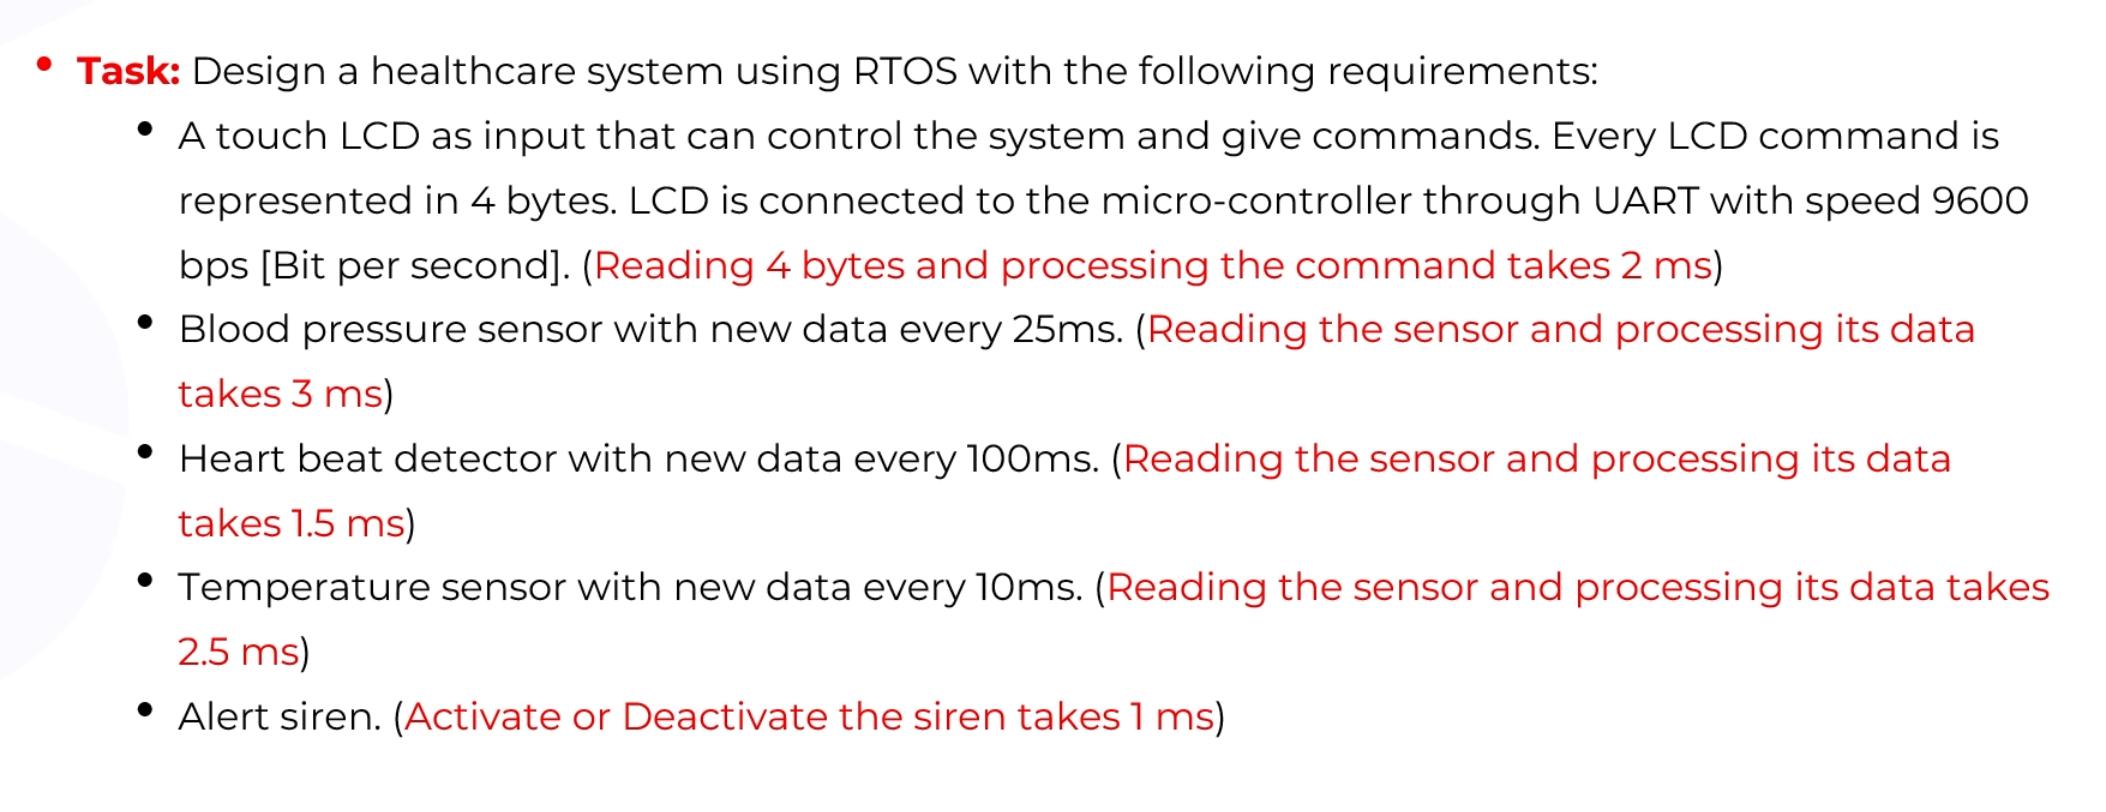 • Task: Design a healthcare system using RTOS with the following requirements:
• A touch LCD as input that can control the system and give commands. Every LCD command is
represented in 4 bytes. LCD is connected to the micro-controller through UART with speed 9600
bps [Bit per second]. (Reading 4 bytes and processing the command takes 2 ms)
• Blood pressure sensor with new data every 25ms. (Reading the sensor and processing its data
takes 3 ms)
• Heart beat detector with new data every 100ms. (Reading the sensor and processing its data
takes 1.5 ms)
• Temperature sensor with new data every 10ms. (Reading the sensor and processing its data takes
2.5 ms)
• Alert siren. (Activate or Deactivate the siren takes 1 ms)